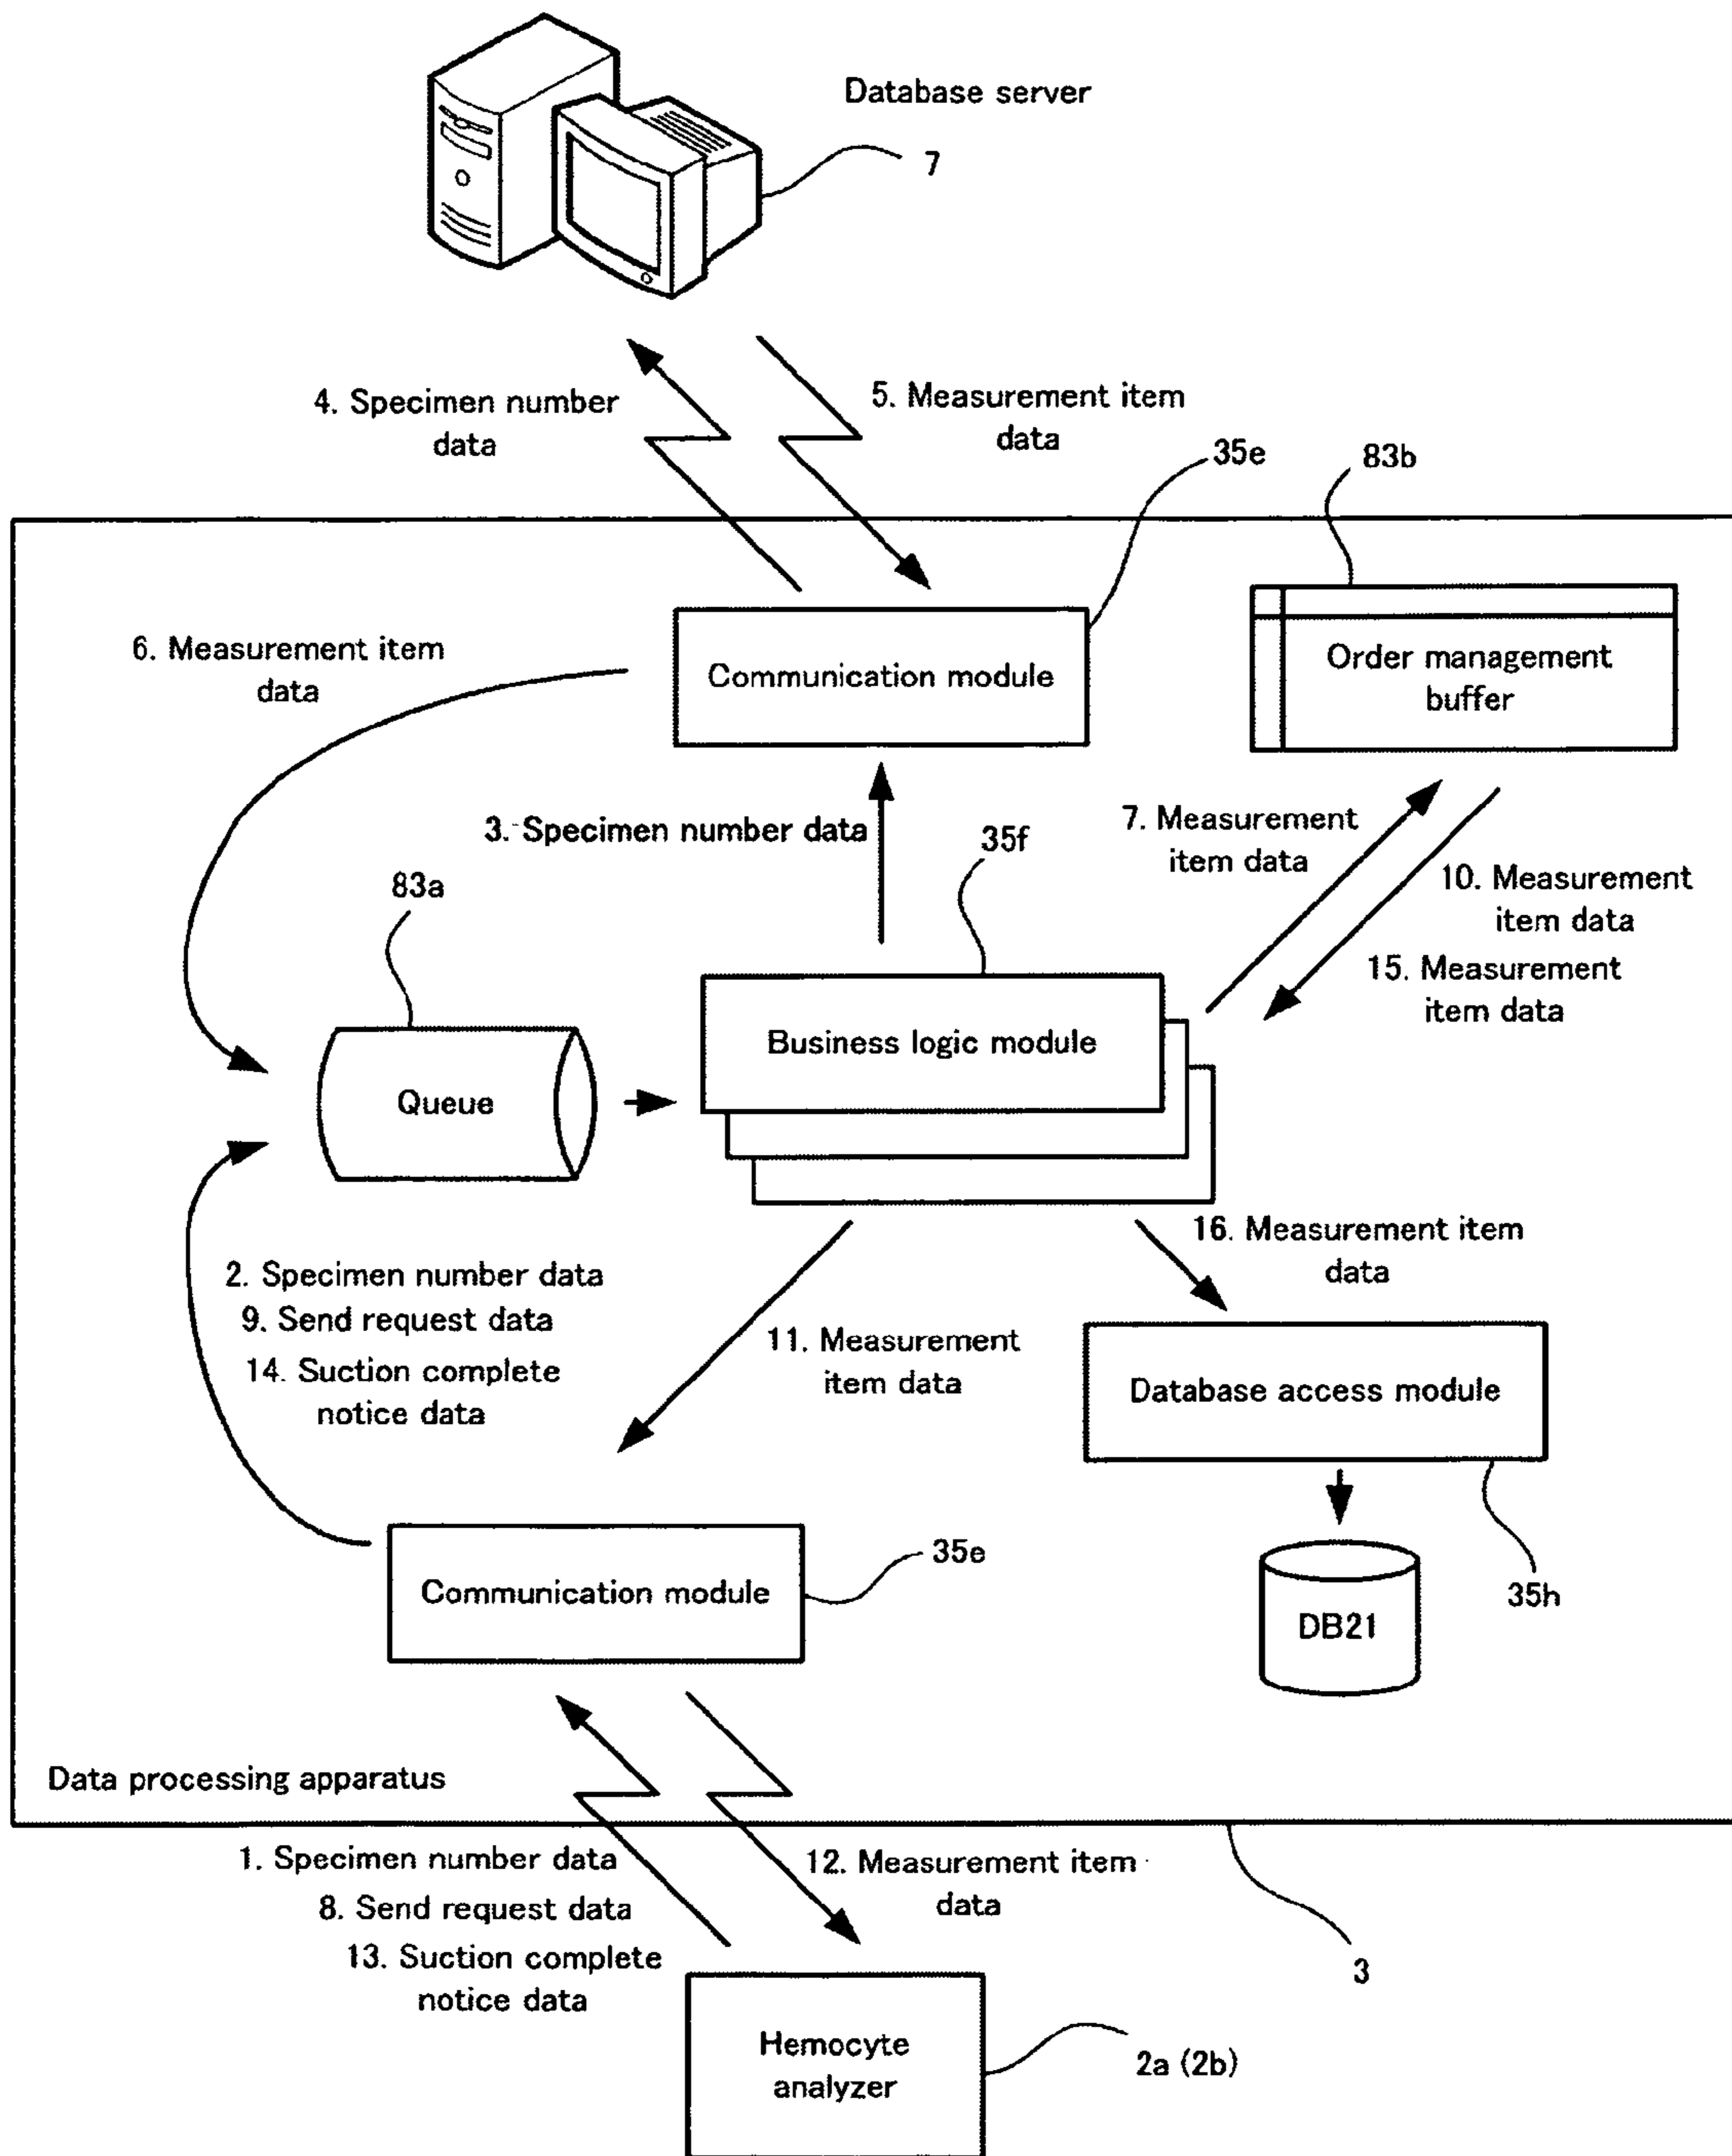 Database server
7
4. Specimen number
data
5. Measurement item
data
35e
83b
6. Measurement item
data
Communication module
Order management
buffer
3. Specimen number data
35f
7. Measurement
item data
83a
10. Measurement
item data
15. Measurement
item data
Business logic module
Queue
16. Measurement item
data
2. Specimen number data
9. Send request data
14. Suction complete
notice data
11. Measurement
item data
Database access module
35e
Communication module
35h
DB21
Data processing apparatus
1. Specimen number data
8. Send request data
13. Suction complete
notice data
12. Measurement item
data
3
Hemocyte
analyzer
2a (2b)